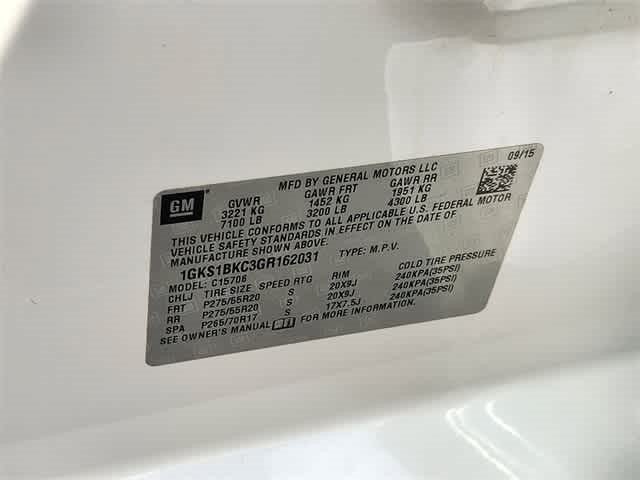 MFD BY GENERAL MOTORS LLC 09/15
GM GVWR GAWR FRT GAWR RR
3221 KG 1452 KG 1951 KG
7100 LB 3200 LB 4300 LB
THIS VEHICLE CONFORMS TO ALL APPLICABLE U.S. FEDERAL MOTOR
VEHICLE SAFETY STANDARDS IN EFFECT ON THE DATE OF
MANUFACTURE SHOWN ABOVE.
1GKS1BKC3GR162031 TYPE: M.P.V.
MODEL: C15706
CHLJ TIRE SIZE SPEED RTG RIM COLD TIRE PRESSURE
FRT P275/55R20 S 20X9J 240KPA(35PSI)
RR P275/55R20 S 20X9J 240KPA(35PSI)
SPA P265/70R17 S 17X7.5J 240KPA(35PSI)
SEE OWNER'S MANUAL FOR MORE INFORMATION.